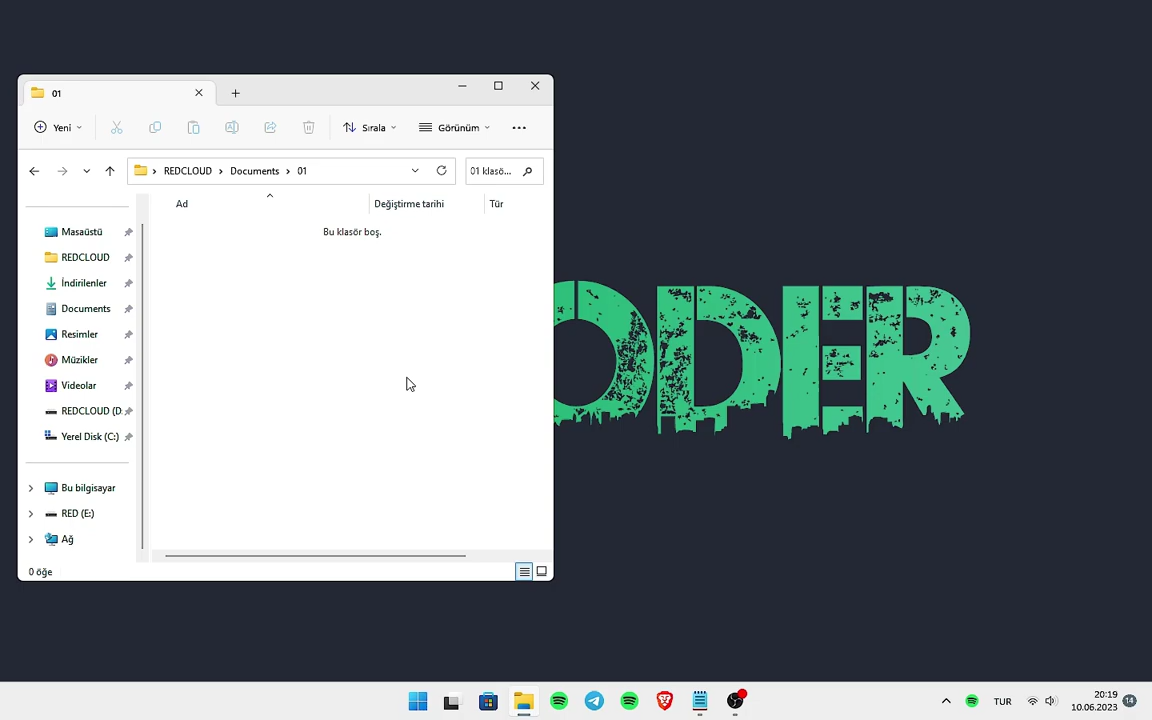 01
Yeni
Sırala
Görünüm
REDCLOUD
Documents
01
01 klasö...
Ad
Değiştirme tarihi
Tür
Bu klasör boş.
Masaüstü
REDCLOUD
İndirilenler
Documents
Resimler
Müzikler
Videolar
REDCLOUD (D
Yerel Disk (C:)
Bu bilgisayar
RED (E:)
Ağ
0 öğe
ODER
TUR
20:19
10.06.2023
14